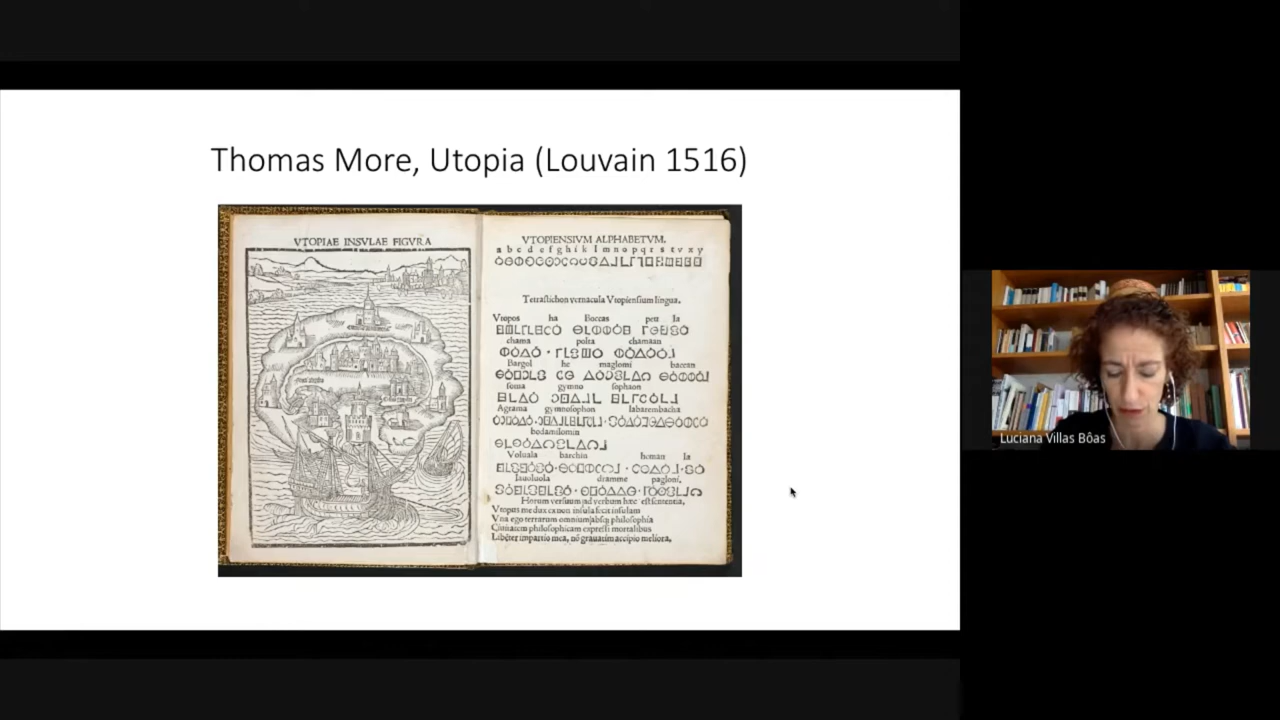 Thomas More, Utopia (Louvain 1516)
VTOPIAE INSVLAE FIGVRA
VTOPIENSIVM ALPHABETVM.
a b c d e f g h i k l m n o p q r s t v x y
Tetrastichon vernacula Vtopiensium lingua.
Vtopos ha Boccas peu la
chama polta chamaan
Bargol he maglomi baccan
soma gymno sophaon
Agrama gymnosophon labarembacha
bodamilomin
Voluala barchin heman la
lauoluola dramme pagloni.
Horum versuum ad verbum hæc est sententia,
Vtopus me dux ex non insula fecit insulam
Vna ego terrarum omnium absq philosophia
Ciuitatem philosophicam expressi mortalibus
Libēter impartio mea, nō grauatim accipio meliora,
Luciana Villas Bôas